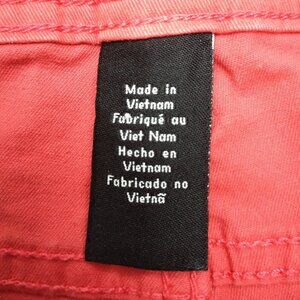 Made in
Vietnam
Fabriqué au
Viet Nam
Hecho en
Vietnam
Fabricado no
Vietnã